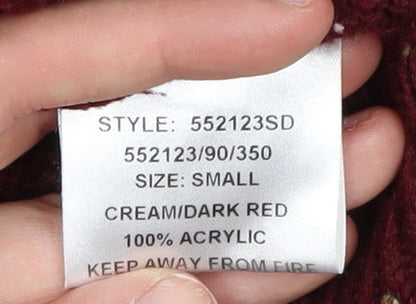 STYLE: 552123SD
552123/90/350
SIZE: SMALL
CREAM/DARK RED
100% ACRYLIC
KEEP AWAY FROM FIRE